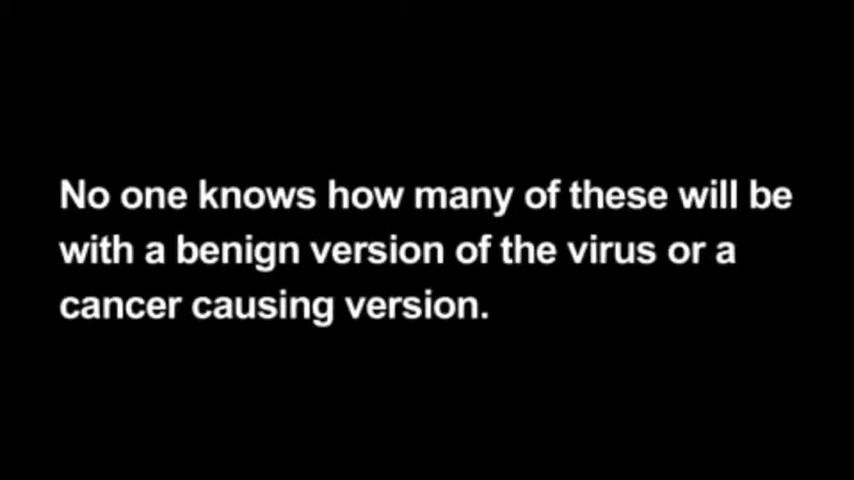 No one knows how many of these will be
with a benign version of the virus or a
cancer causing version.